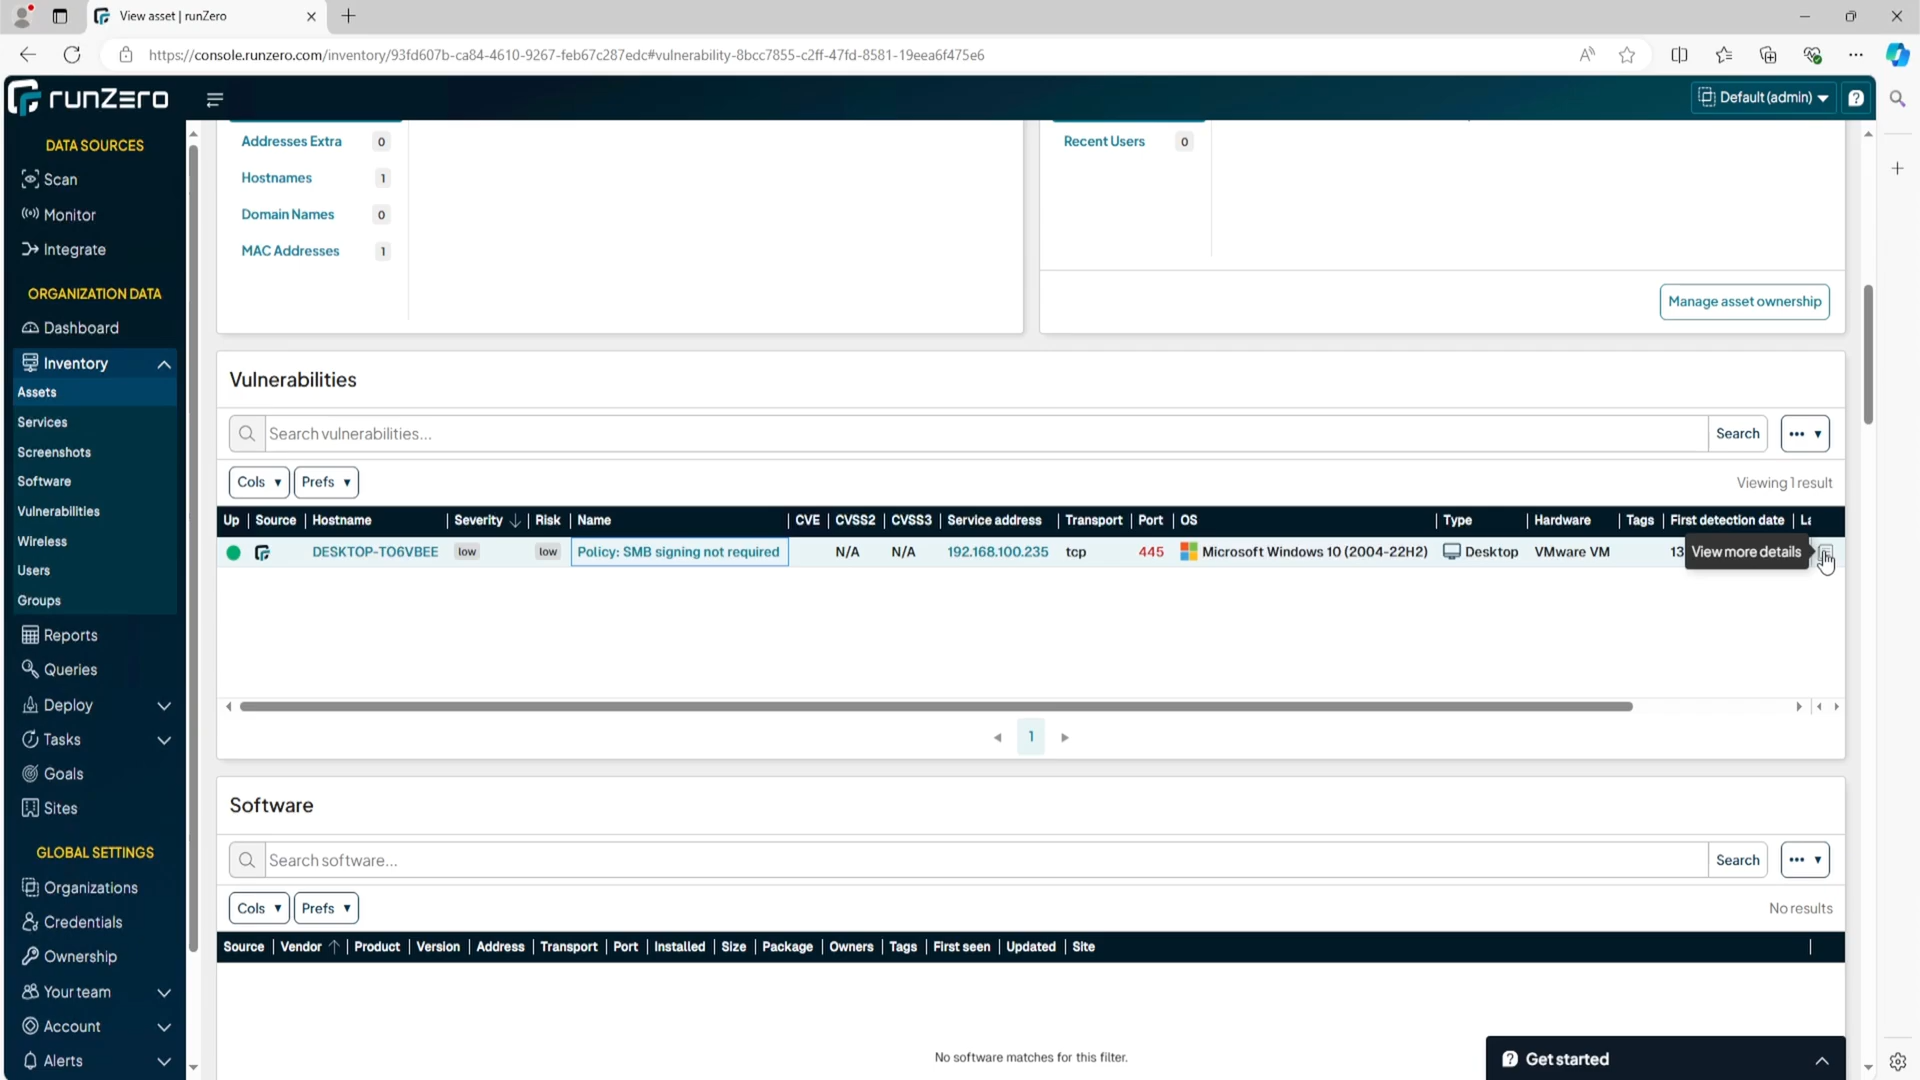 View asset | runZero
https://console.runzero.com/inventory/93fd607b-ca84-4610-9267-feb67c287edc#vulnerability-8bcc7855-c2ff-47fd-8581-19eea6f475e6
runZero
Default (admin)
DATA SOURCES
Scan
Monitor
Integrate
ORGANIZATION DATA
Dashboard
Inventory
Assets
Services
Screenshots
Software
Vulnerabilities
Wireless
Users
Groups
Reports
Queries
Deploy
Tasks
Goals
Sites
GLOBAL SETTINGS
Organizations
Credentials
Ownership
Your team
Account
Alerts
Addresses Extra 0
Hostnames 1
Domain Names 0
MAC Addresses 1
Recent Users 0
Manage asset ownership
Vulnerabilities
Search vulnerabilities... Search ...
Cols Prefs Viewing 1 result
Up Source Hostname Severity Risk Name CVE CVSS2 CVSS3 Service address Transport Port OS Type Hardware Tags First detection date
DESKTOP-TO6VBEE low low Policy: SMB signing not required N/A N/A 192.168.100.235 tcp 445 Microsoft Windows 10 (2004-22H2) Desktop VMware VM 13 View more details
1
Software
Search software... Search ...
Cols Prefs No results
Source Vendor Product Version Address Transport Port Installed Size Package Owners Tags First seen Updated Site
No software matches for this filter.
Get started